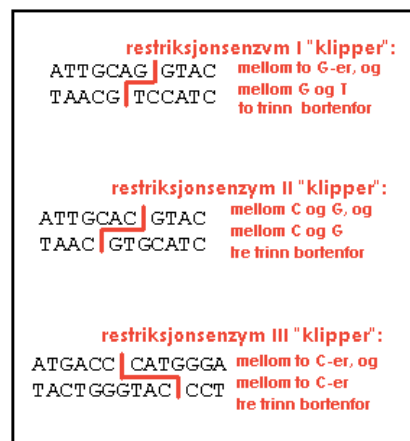 restriksjonsenzym I "klipper":
ATTGCAG GTAC mellom to G-er, og
TAACG TCCATC mellom G og T
to trinn bortenfor
restriksjonsenzym II "klipper":
ATTGCAC GTAC mellom C og G, og
TAAC GTGCATC mellom C og G
tre trinn bortenfor
restriksjonsenzym III "klipper":
ATGACC CATGGGA mellom to C-er, og
TACTGGGTAC CCT mellom to C-er
tre trinn bortenfor